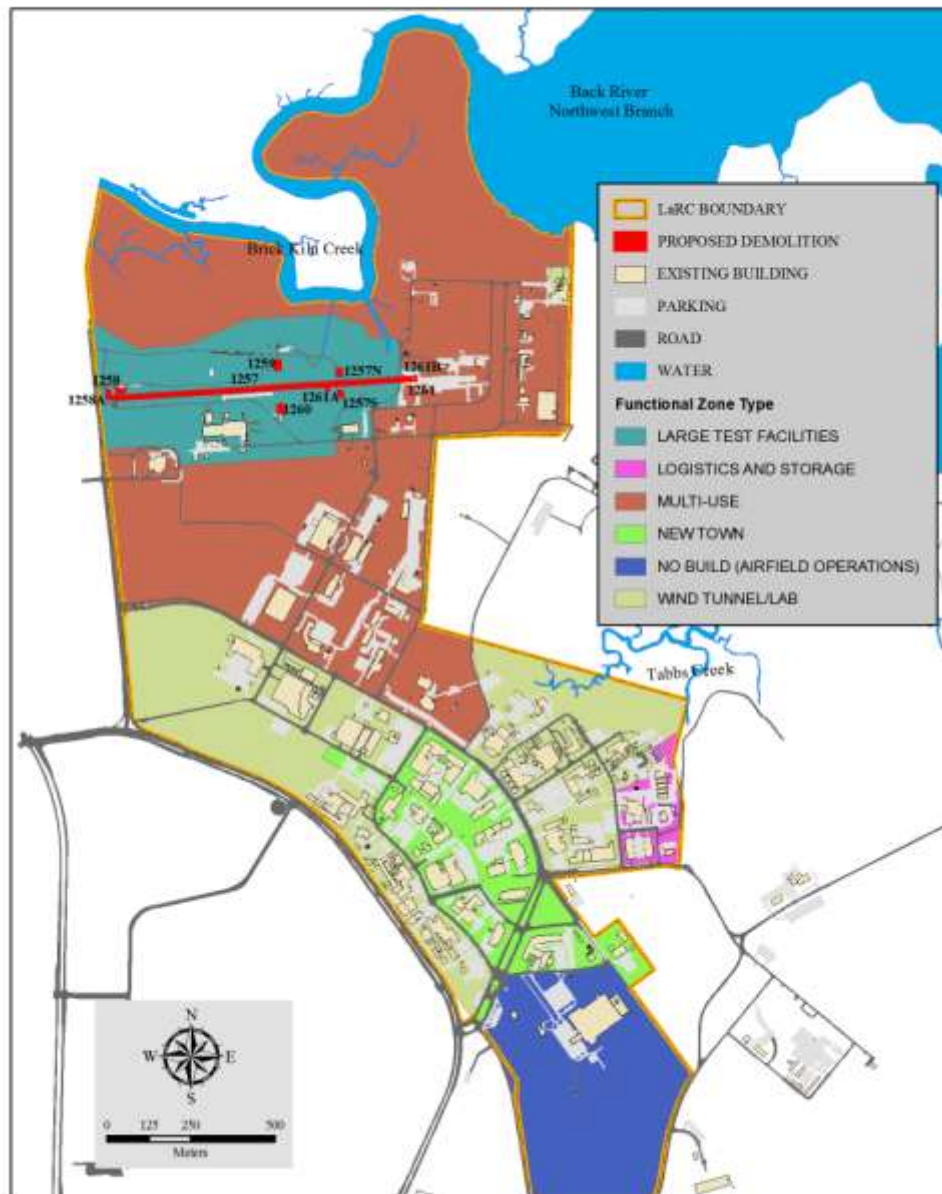 Back River
Northwest Branch
Brick Kiln Creek
LaRC BOUNDARY
PROPOSED DEMOLITION
EXISTING BUILDING
PARKING
ROAD
WATER
Functional Zone Type
LARGE TEST FACILITIES
LOGISTICS AND STORAGE
MULTI-USE
NEW TOWN
NO BUILD (AIRFIELD OPERATIONS)
WIND TUNNEL/LAB
1259
1257N
1261B
1258
1257
1261
1258A
1261A
1257S
1260
Tabbs Creek
N
W E
S
0 125 250 500
Meters